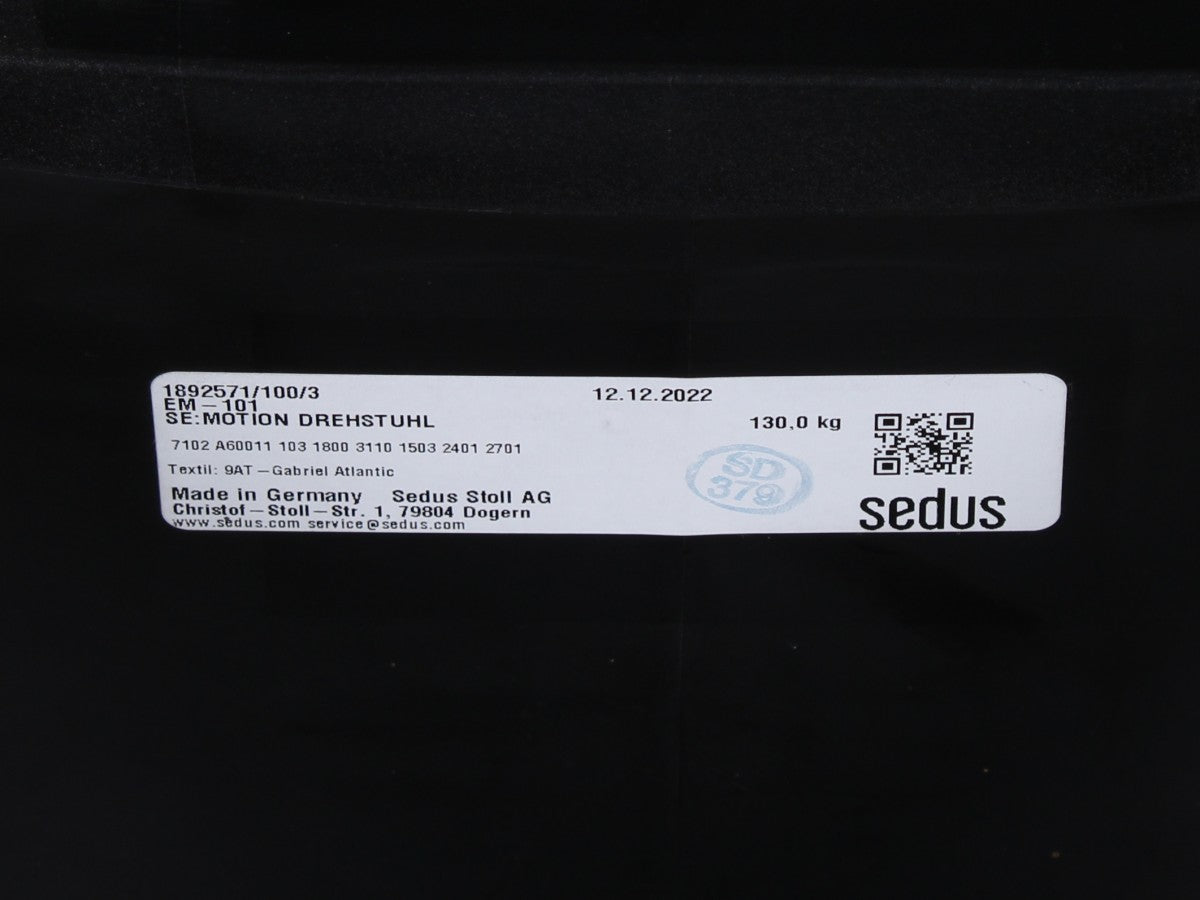 1892571/100/3 12.12.2022
EM-101
SE:MOTION DREHSTUHL 130,0 kg
7102 A60011 103 1800 3110 1503 2401 2701
Textil: 9AT-Gabriel Atlantic
Made in Germany Sedus Stoll AG
Christof-Stoll-Str. 1, 79804 Dogern
www.sedus.com service@sedus.com
SD
379
sedus